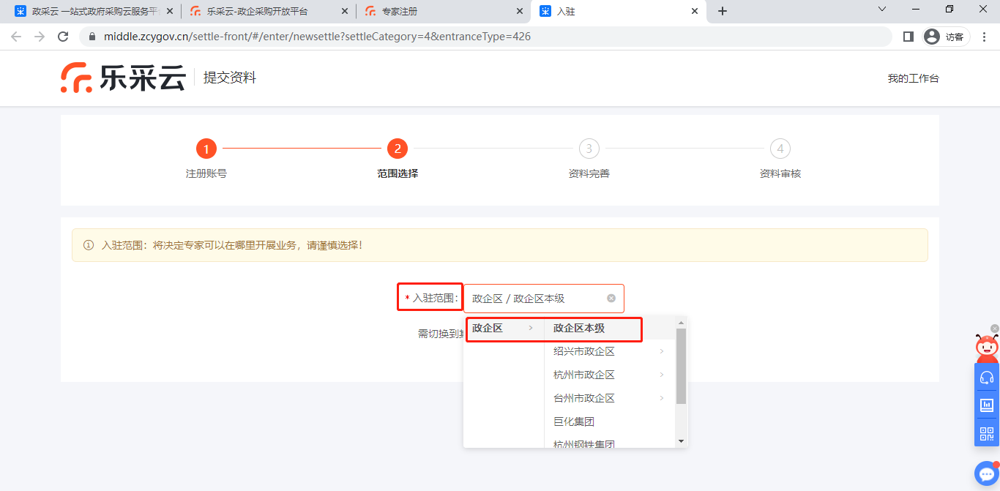 政采云 一站式政府采购云服务平
乐采云-政企采购开放平台
专家注册
入驻
middle.zcygov.cn/settle-front/#/enter/newsettle?settleCategory=4&entranceType=426
访客
乐采云
提交资料
我的工作台
1
2
3
4
注册账号
范围选择
资料完善
资料审核
入驻范围：将决定专家可以在哪里开展业务，请谨慎选择！
* 入驻范围： 政企区 / 政企区本级
政企区 政企区本级
需切换到
绍兴市政企区
杭州市政企区
台州市政企区
巨化集团
杭州钢铁集团